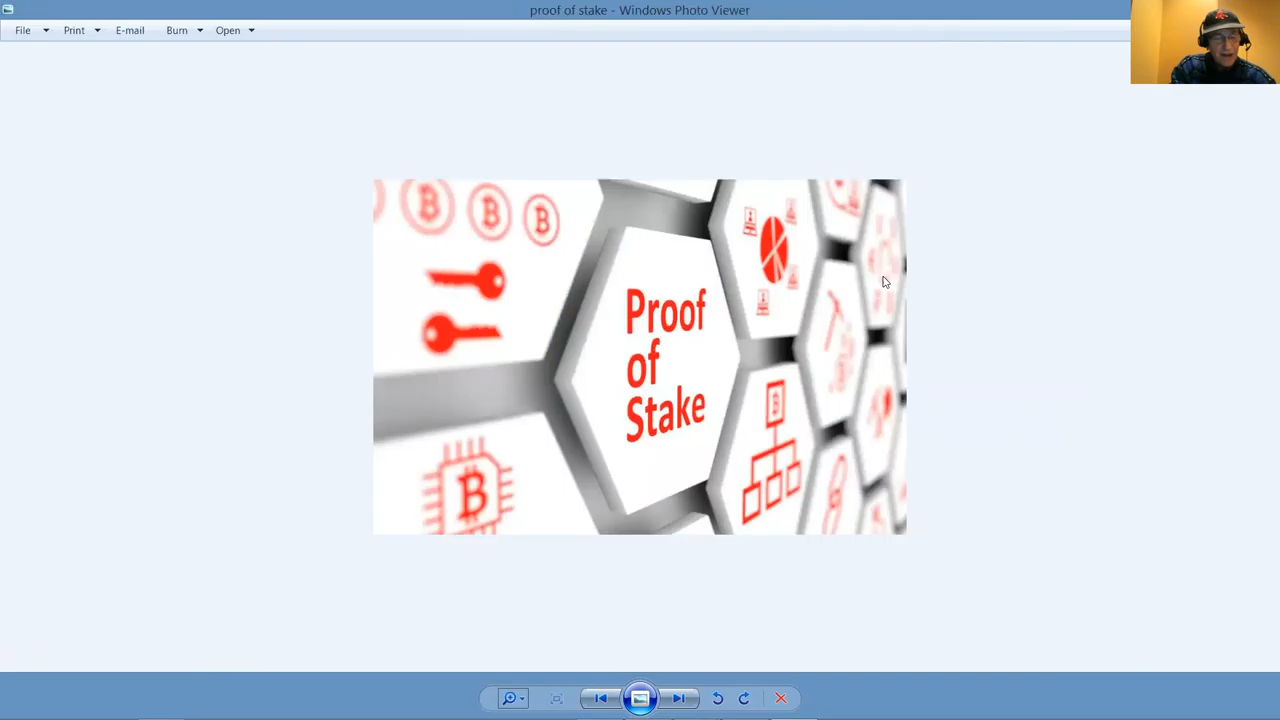 proof of stake - Windows Photo Viewer
File Print E-mail Burn Open
Proof
of
Stake